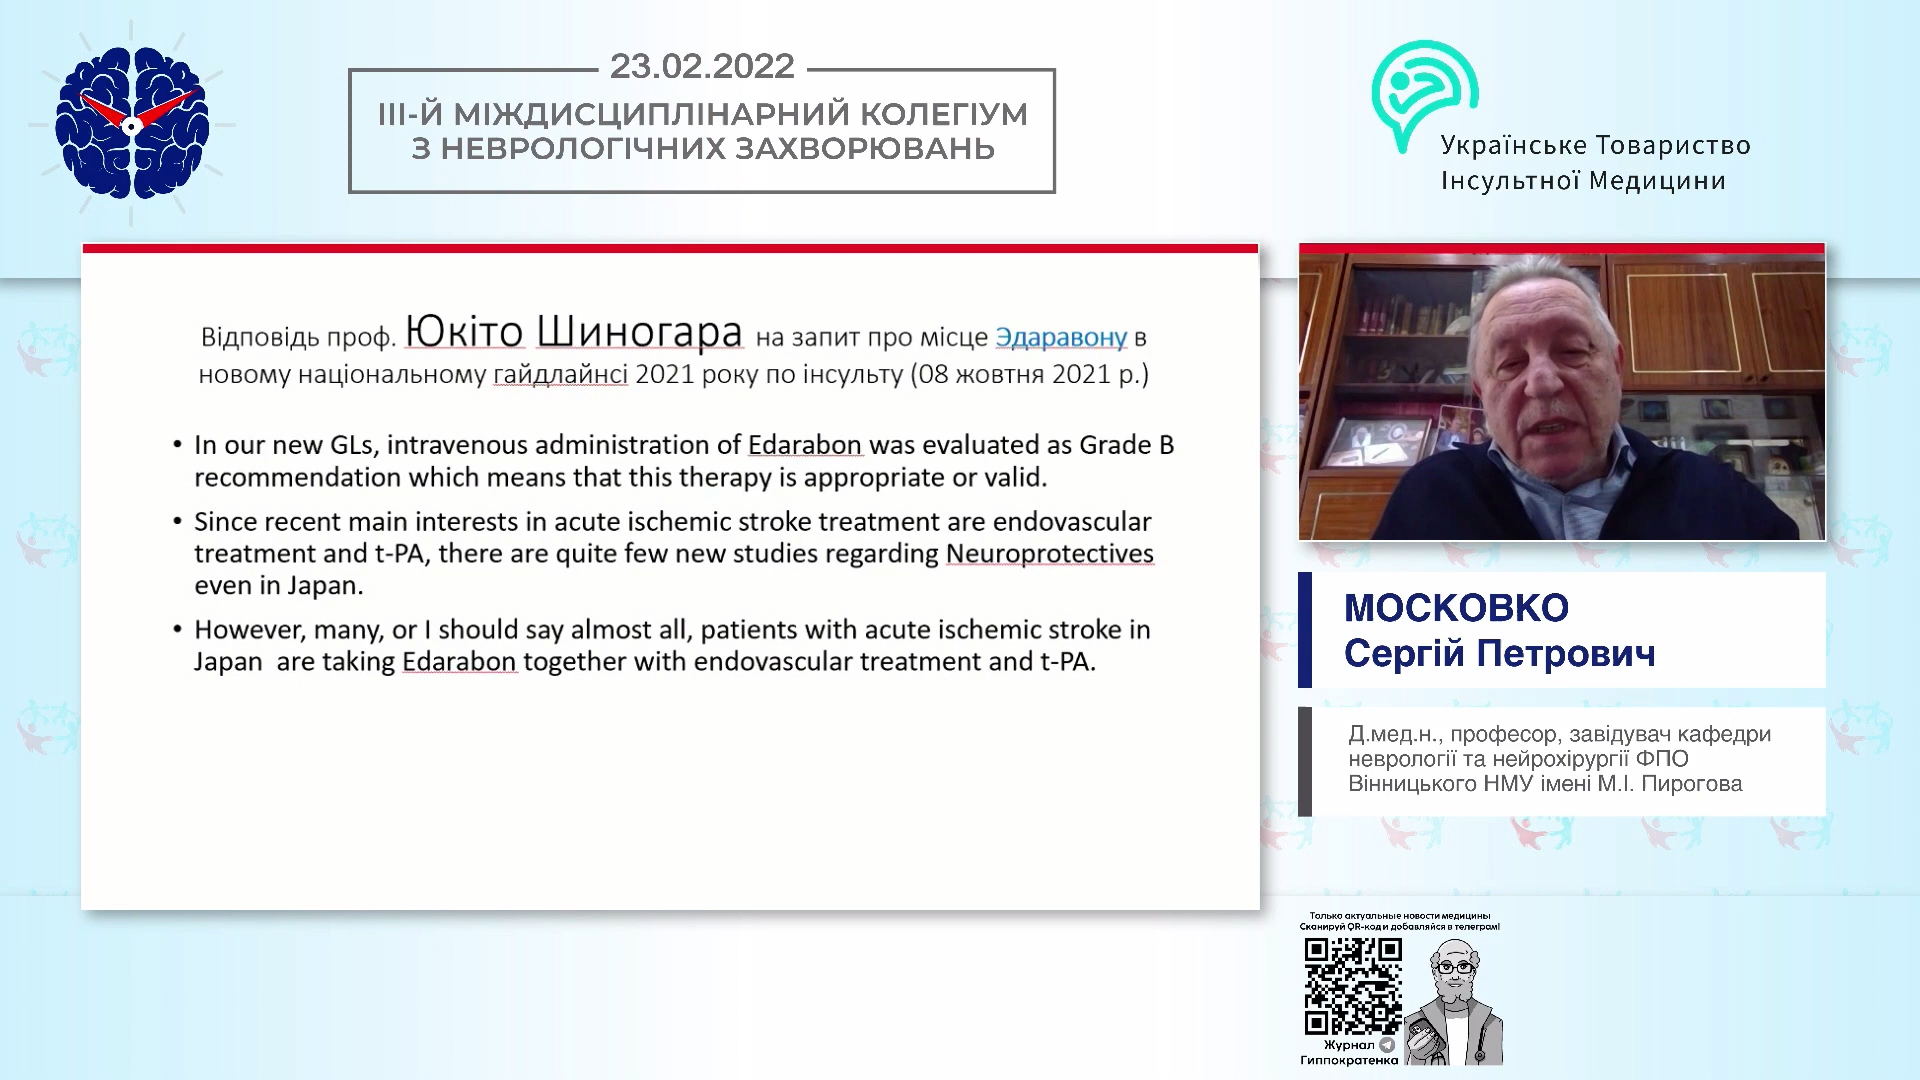 23.02.2022
ІІІ-Й МІЖДИСЦИПЛІНАРНИЙ КОЛЕГІУМ
З НЕВРОЛОГІЧНИХ ЗАХВОРЮВАНЬ
Українське Товариство
Інсультної Медицини
Відповідь проф. Юкіто Шиногара на запит про місце Эдаравону в
новому національному гайдлайнсі 2021 року по інсульту (08 жовтня 2021 р.)
• In our new GLs, intravenous administration of Edarabon was evaluated as Grade B
recommendation which means that this therapy is appropriate or valid.
• Since recent main interests in acute ischemic stroke treatment are endovascular
treatment and t-PA, there are quite few new studies regarding Neuroprotectives
even in Japan.
• However, many, or I should say almost all, patients with acute ischemic stroke in
Japan  are taking Edarabon together with endovascular treatment and t-PA.
МОСКОВКО
Сергій Петрович
Д.мед.н., професор, завідувач кафедри
неврології та нейрохірургії ФПО
Вінницького НМУ імені М.І. Пирогова
Только актуальные новости медицины
Сканируй QR-код и добавляйся в телеграм!
Журнал
Гиппократенка